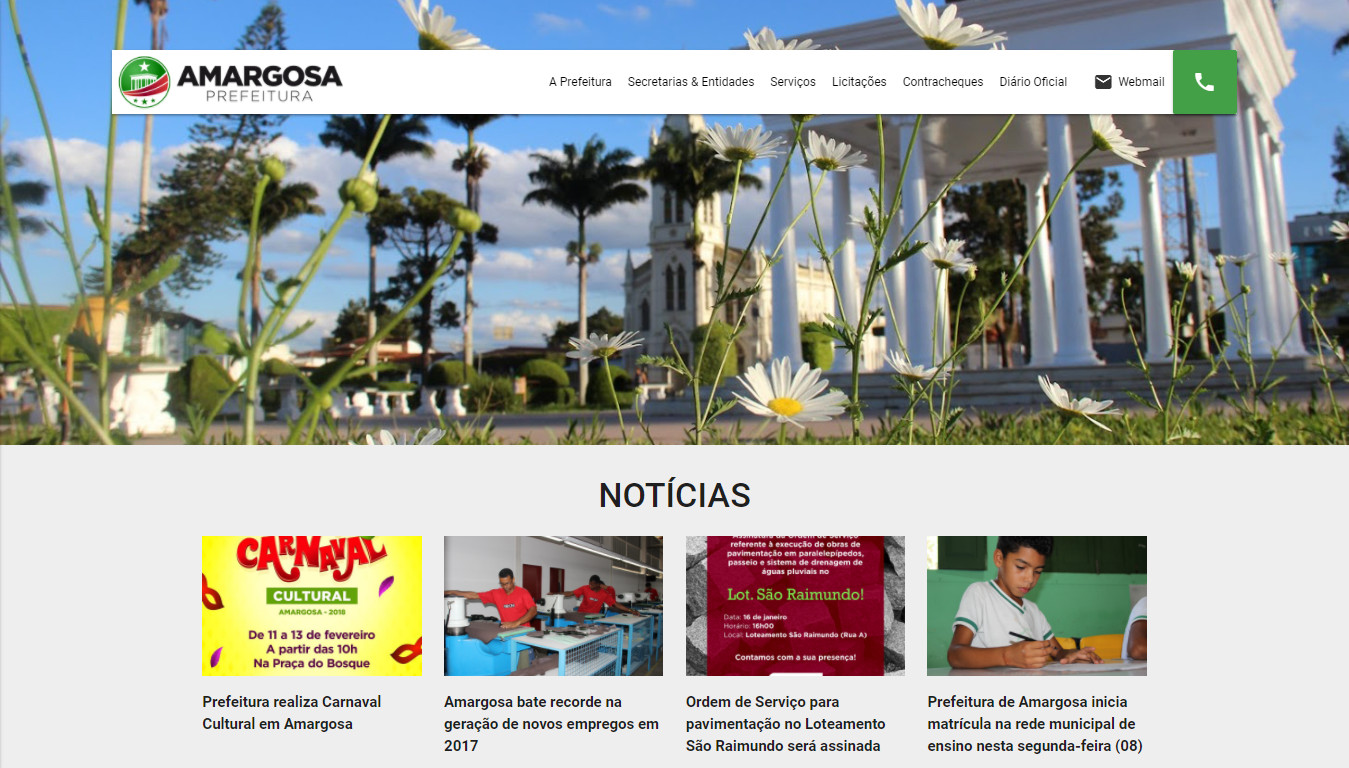 AMARGOSA
PREFEITURA
A Prefeitura
Secretarias & Entidades
Serviços
Licitações
Contracheques
Diário Oficial
Webmail
NOTÍCIAS
CARNAVAL
CULTURAL
AMARGOSA - 2018
De 11 a 13 de fevereiro
A partir das 10h
Na Praça do Bosque
Assinatura da Ordem de Serviço
referente à execução de obras de
pavimentação em paralelepípedos,
passeio e sistema de drenagem de
águas pluviais no
Lot. São Raimundo!
Data: 16 de janeiro
Horário: 16h00
Local: Loteamento São Raimundo (Rua A)
Contamos com a sua presença!
Prefeitura realiza Carnaval
Cultural em Amargosa
Amargosa bate recorde na
geração de novos empregos em
2017
Ordem de Serviço para
pavimentação no Loteamento
São Raimundo será assinada
Prefeitura de Amargosa inicia
matrícula na rede municipal de
ensino nesta segunda-feira (08)